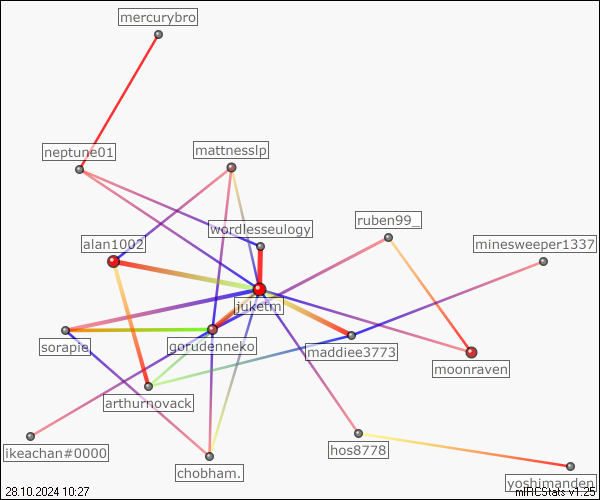 mercurybro
neptune01
mattnesslp
wordlesseulogy
ruben99_
alan1002
minesweeper1337
juketm
sorapie
gorudenneko
maddiee3773
moonraven
arthurnovack
ikeachan#0000
chobham.
hos8778
yoshimanden
28.10.2024 10:27
mIRCStats v1.25